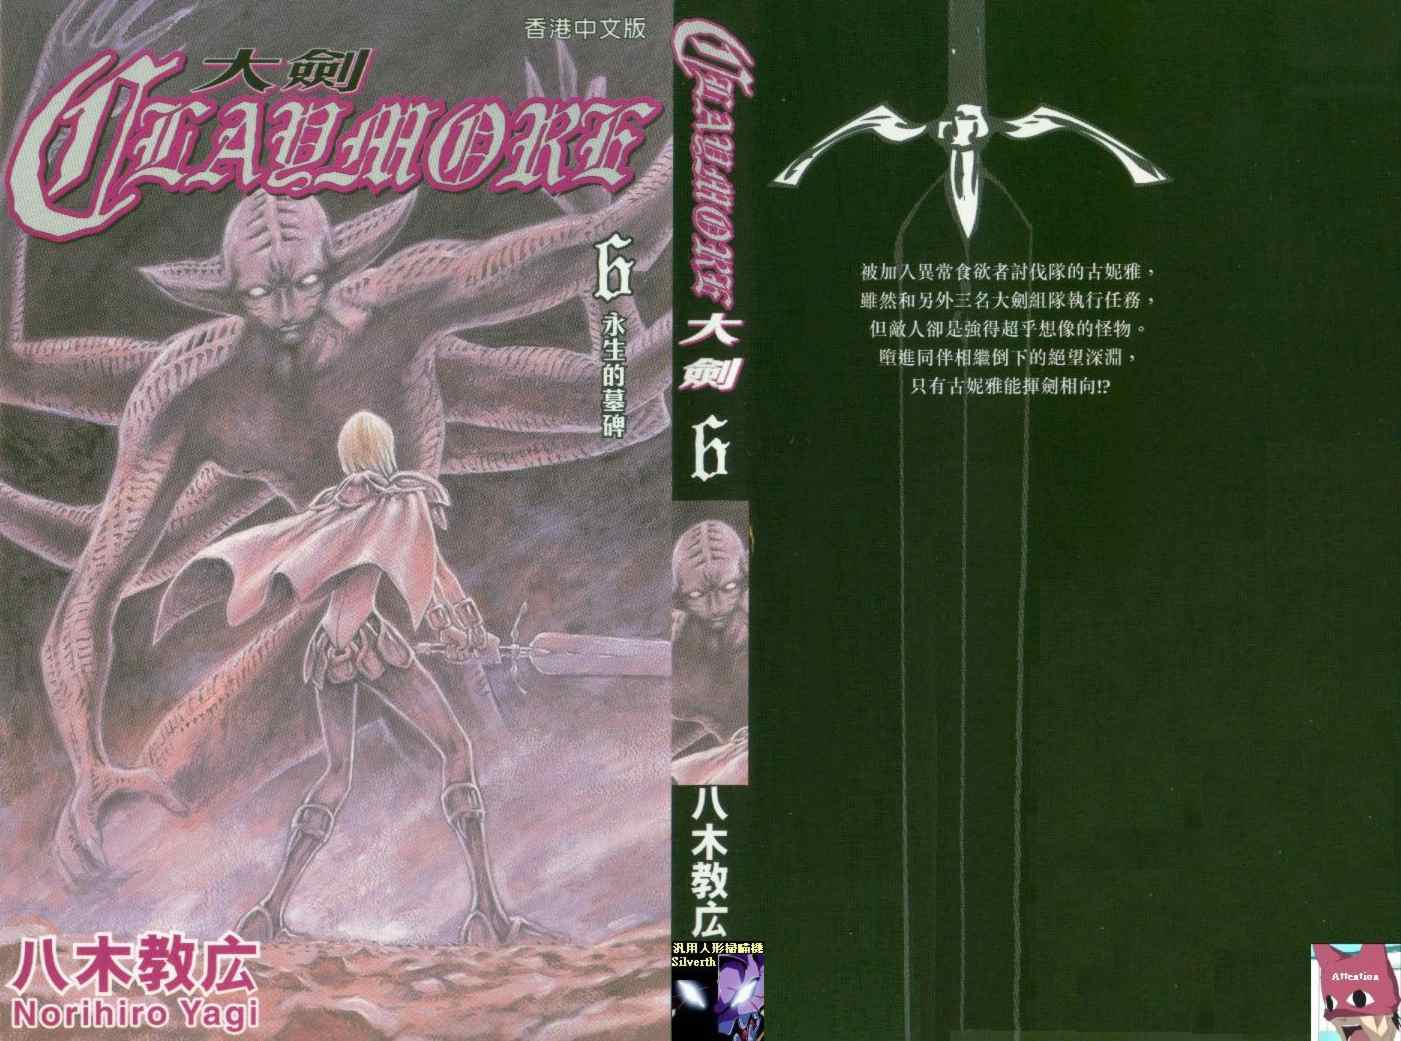 香港中文版
大劍
CLAYMORE
6
永生的墓碑
八木教広
Norihiro Yagi
CLAYMORE
大劍
6
八木教広
汎用人形掃瞄機
Silverth
被加入異常食欲者討伐隊的古妮雅，
雖然和另外三名大劍組隊執行任務，
但敵人卻是強得超乎想像的怪物。
墮進同伴相繼倒下的絕望深淵，
只有古妮雅能揮劍相向!?
Affection